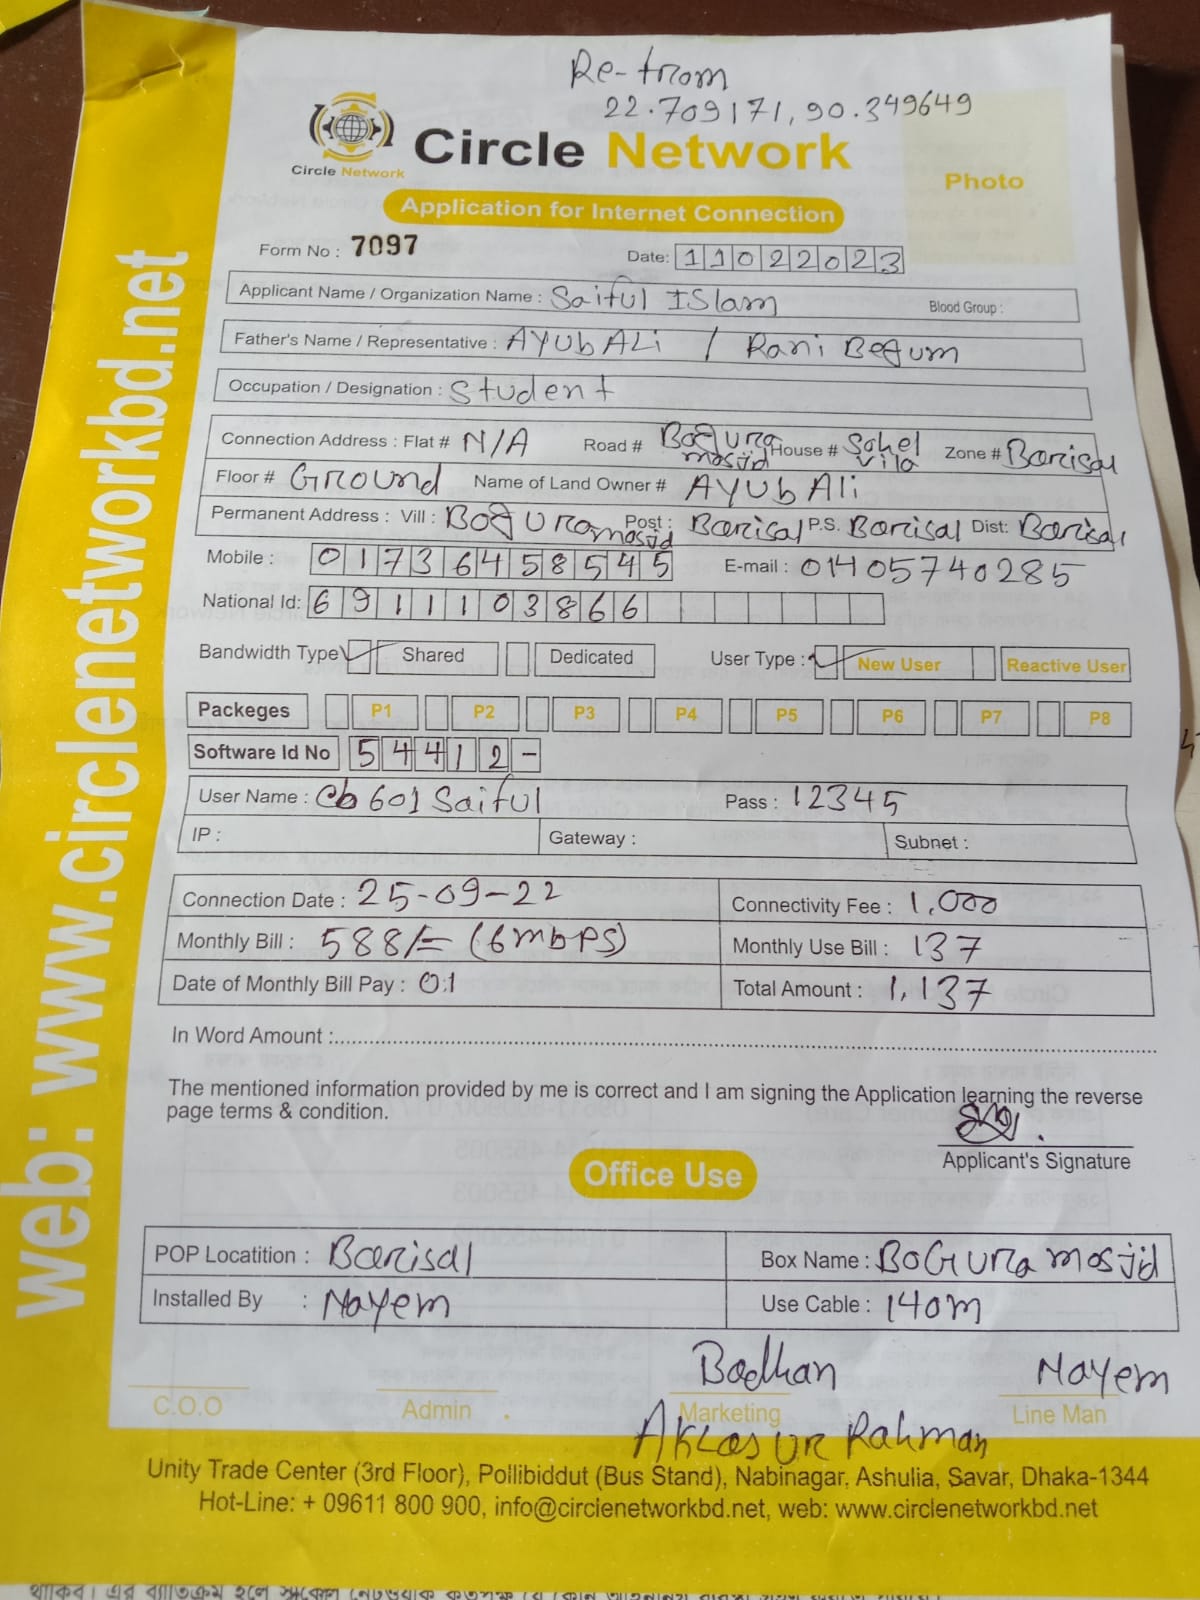 Re-from
22.709171, 90.349649
Circle Network
Circle Network
Photo
Application for Internet Connection
Form No : 7097 Date: 11022023
Applicant Name / Organization Name : Saiful ISlam Blood Group :
Father's Name / Representative : AYUb ALi / Rani Begum
Occupation / Designation : Student
Connection Address : Flat # N/A Road # BogUra mosjid House # Sohel vila Zone # Barisal
Floor # Ground Name of Land Owner # AYUb Ali
Permanent Address : Vill : BogUra mosjid Post : Barisal P.S. Barisal Dist: Barisal
Mobile : 01736458545 E-mail : 01405740285
National Id: 6911103866
Bandwidth Type Shared Dedicated User Type : New User Reactive User
Packeges P1 P2 P3 P4 P5 P6 P7 P8
Software Id No 54412-
User Name : cb601Saiful Pass : 12345
IP : Gateway : Subnet :
Connection Date : 25-09-22 Connectivity Fee : 1,000
Monthly Bill : 588/= (6mbPS) Monthly Use Bill : 137
Date of Monthly Bill Pay : 01 Total Amount : 1,137
In Word Amount :
The mentioned information provided by me is correct and I am signing the Application learning the reverse
page terms & condition.
Applicant's Signature
Office Use
POP Locatition : Barisal Box Name : BoGUra mosjid
Installed By : Nayem Use Cable : 140m
Badhan Nayem
C.O.O Admin Marketing Line Man
Aklas UR Rahman
Unity Trade Center (3rd Floor), Pollibiddut (Bus Stand), Nabinagar, Ashulia, Savar, Dhaka-1344
Hot-Line: + 09611 800 900, info@circlenetworkbd.net, web: www.circlenetworkbd.net
web: www.circlenetworkbd.net